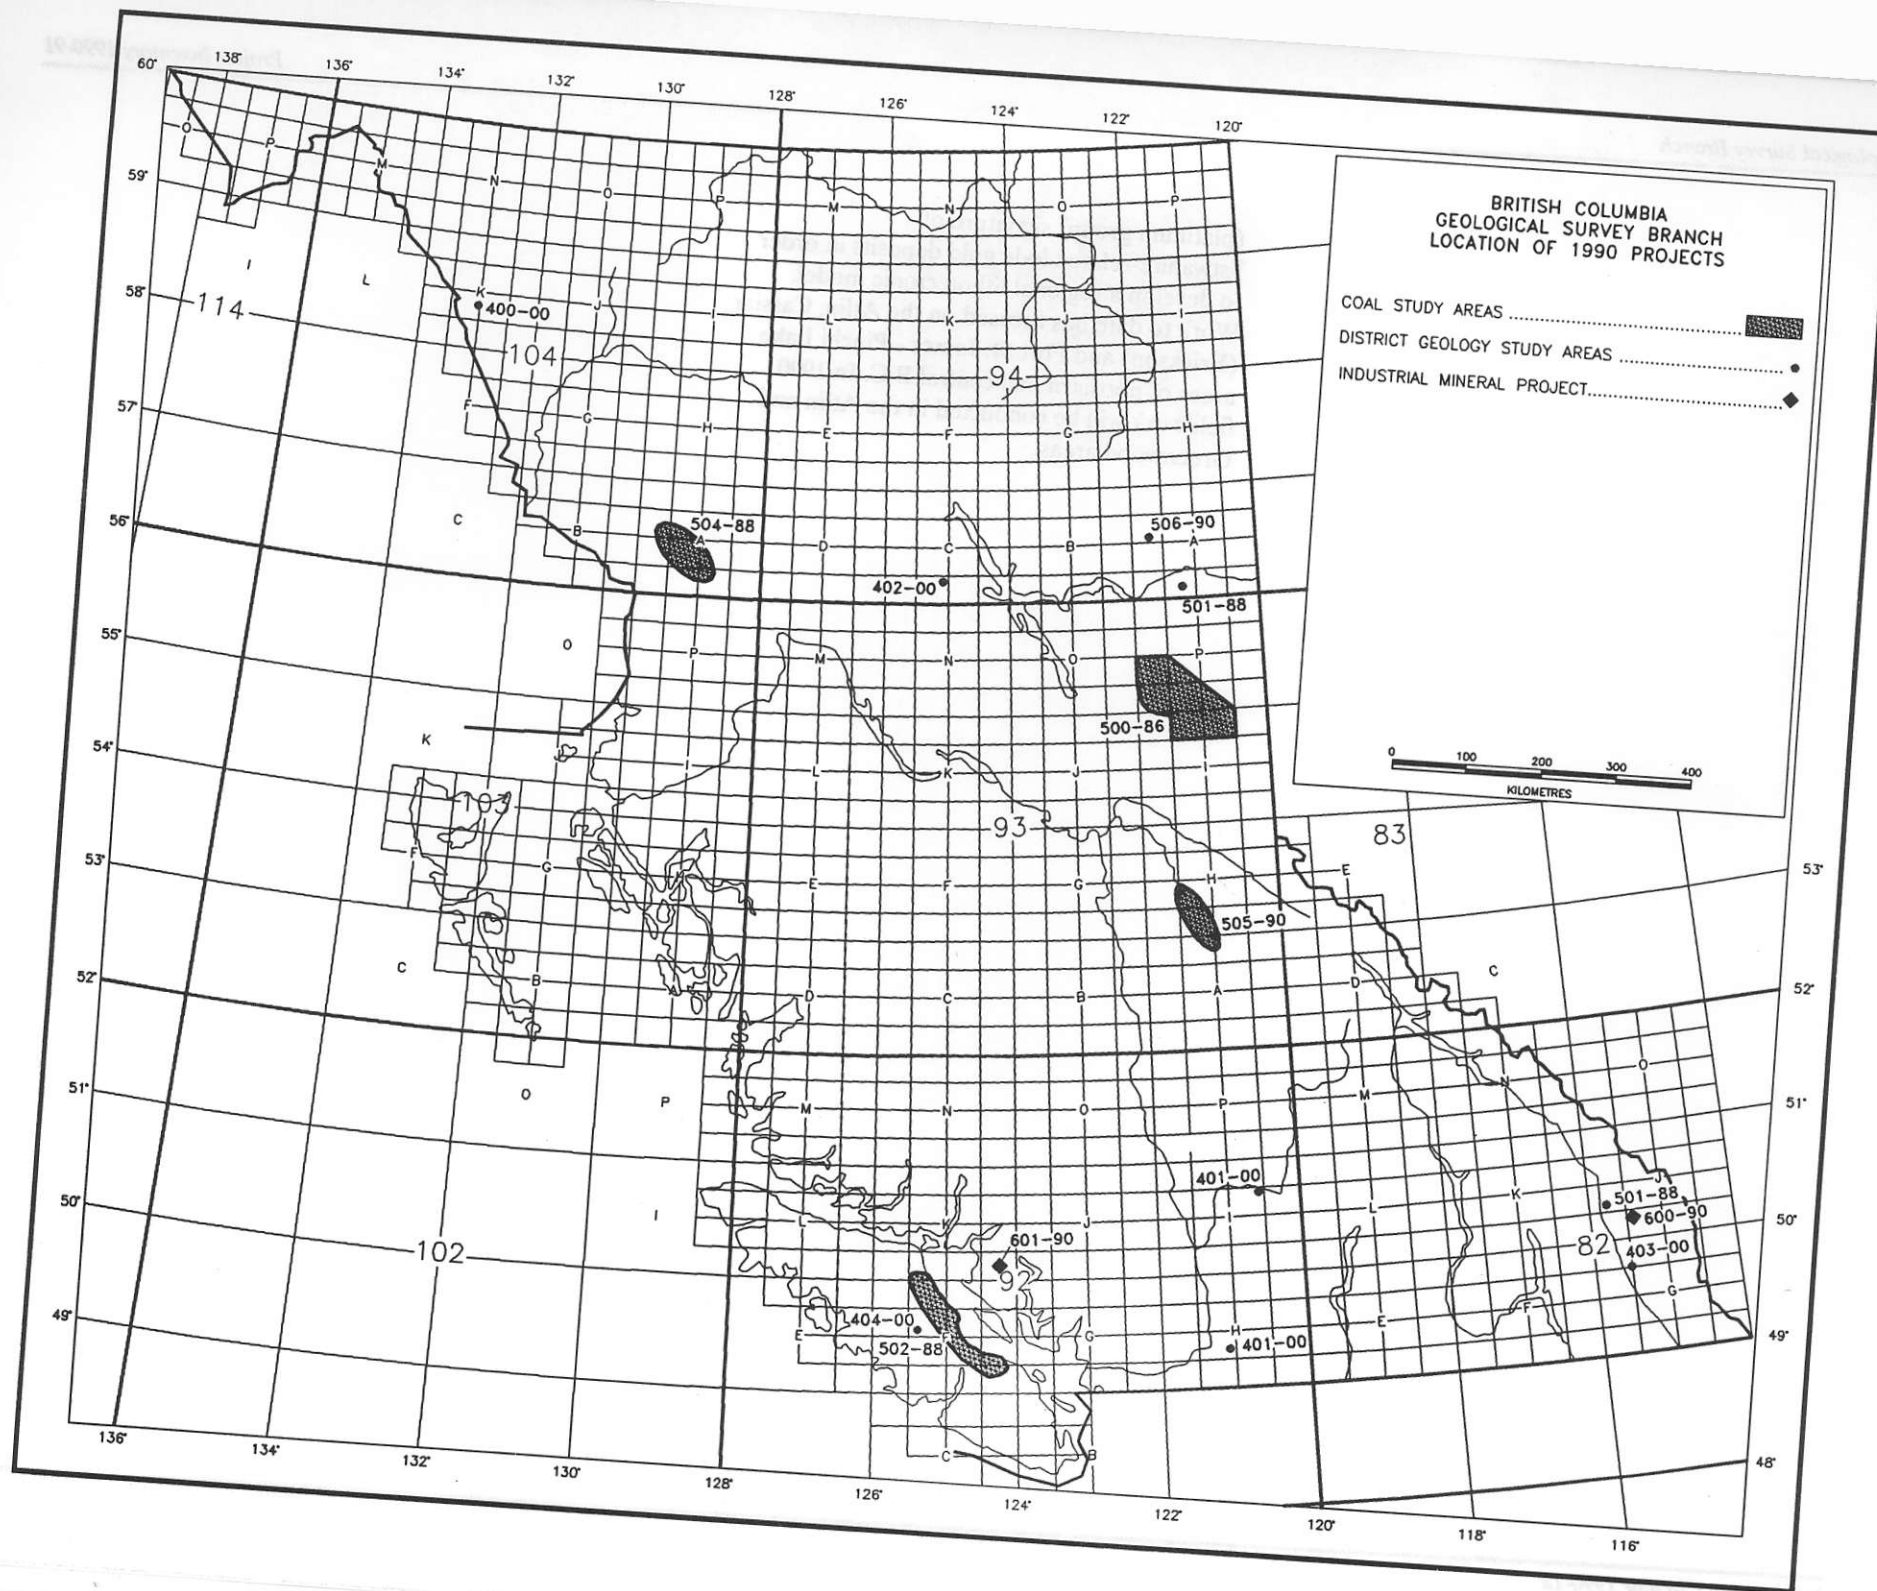 138° 136° 134° 132° 130° 128° 126° 124° 122° 120°
60°
59°
58°
57°
56°
55°
54°
53°
52°
51°
50°
49°
BRITISH COLUMBIA
GEOLOGICAL SURVEY BRANCH
LOCATION OF 1990 PROJECTS
COAL STUDY AREAS
DISTRICT GEOLOGY STUDY AREAS
INDUSTRIAL MINERAL PROJECT
0 100 200 300 400
KILOMETRES
O P M N O P M N O P
I L K J I L K J I
114
400-00
104
94
F G H E F G H
C B A D C B A
504-88
506-90
402-00
501-88
O P M N O P
500-86
K J I L K J I
103
93
83
F G H E F G H E
505-90
C B A D C B A D C
O P M N O P M N O
401-00
I L K J I L K J
501-88
600-90
102
601-90
92
82
403-00
404-00
E F G H E F G
502-88
401-00
C B
53°
52°
51°
50°
49°
48°
136° 134° 132° 130° 128° 126° 124° 122° 120° 118° 116°